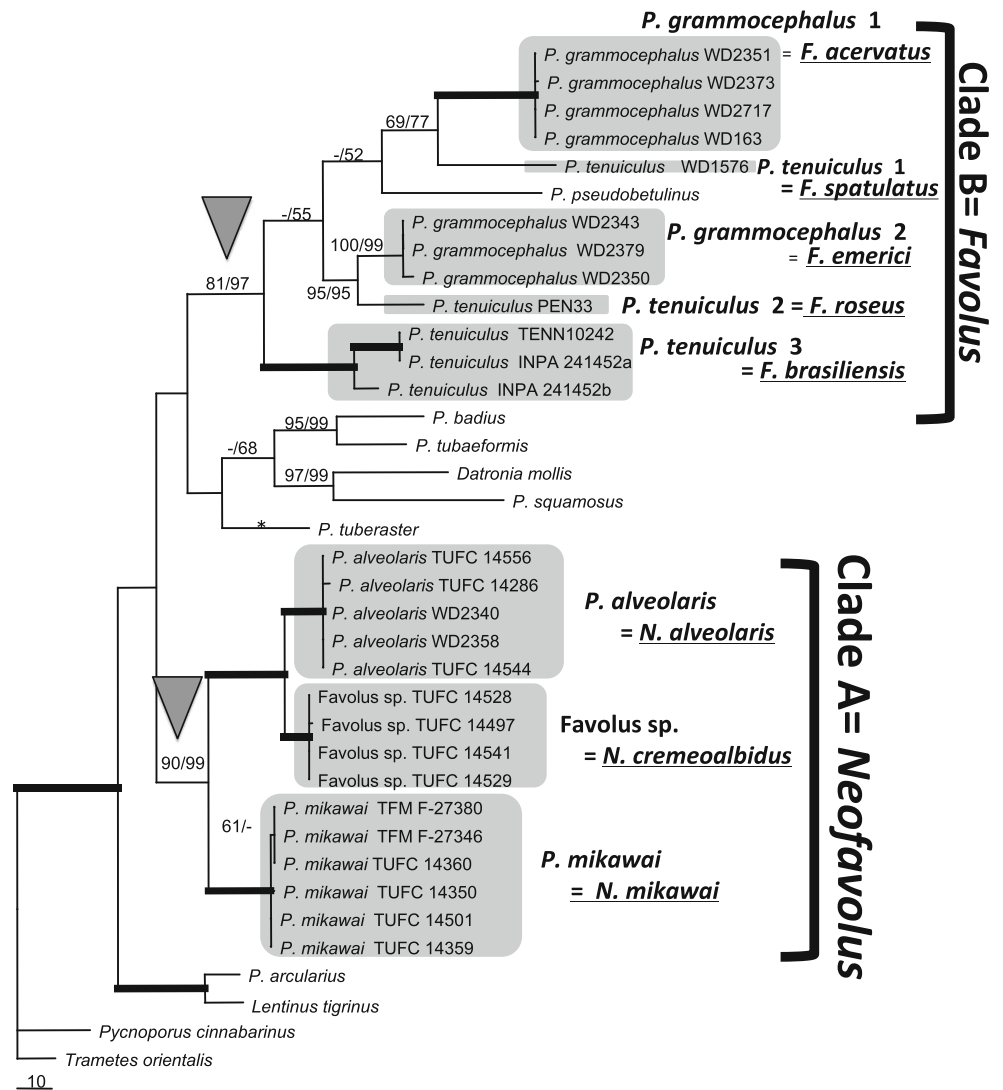 P. grammocephalus 1
P. grammocephalus WD2351 = F. acervatus
P. grammocephalus WD2373
P. grammocephalus WD2717
69/77
P. grammocephalus WD163
-/52
P. tenuiculus WD1576 P. tenuiculus 1
= F. spatulatus
P. pseudobetulinus
-/55
P. grammocephalus WD2343
P. grammocephalus 2
100/99
P. grammocephalus WD2379
= F. emerici
P. grammocephalus WD2350
81/97
95/95
P. tenuiculus PEN33
P. tenuiculus 2 = F. roseus
P. tenuiculus TENN10242
P. tenuiculus 3
P. tenuiculus INPA 241452a
= F. brasiliensis
P. tenuiculus INPA 241452b
Clade B= Favolus
95/99
P. badius
P. tubaeformis
-/68
97/99
Datronia mollis
P. squamosus
*
P. tuberaster
P. alveolaris TUFC 14556
P. alveolaris TUFC 14286
P. alveolaris
P. alveolaris WD2340
= N. alveolaris
P. alveolaris WD2358
P. alveolaris TUFC 14544
Favolus sp. TUFC 14528
Favolus sp. TUFC 14497
Favolus sp.
Favolus sp. TUFC 14541
= N. cremeoalbidus
Favolus sp. TUFC 14529
90/99
P. mikawai TFM F-27380
61/-
P. mikawai TFM F-27346
P. mikawai TUFC 14360
P. mikawai
P. mikawai TUFC 14350
= N. mikawai
P. mikawai TUFC 14501
P. mikawai TUFC 14359
Clade A= Neofavolus
P. arcularius
Lentinus tigrinus
Pycnoporus cinnabarinus
Trametes orientalis
10